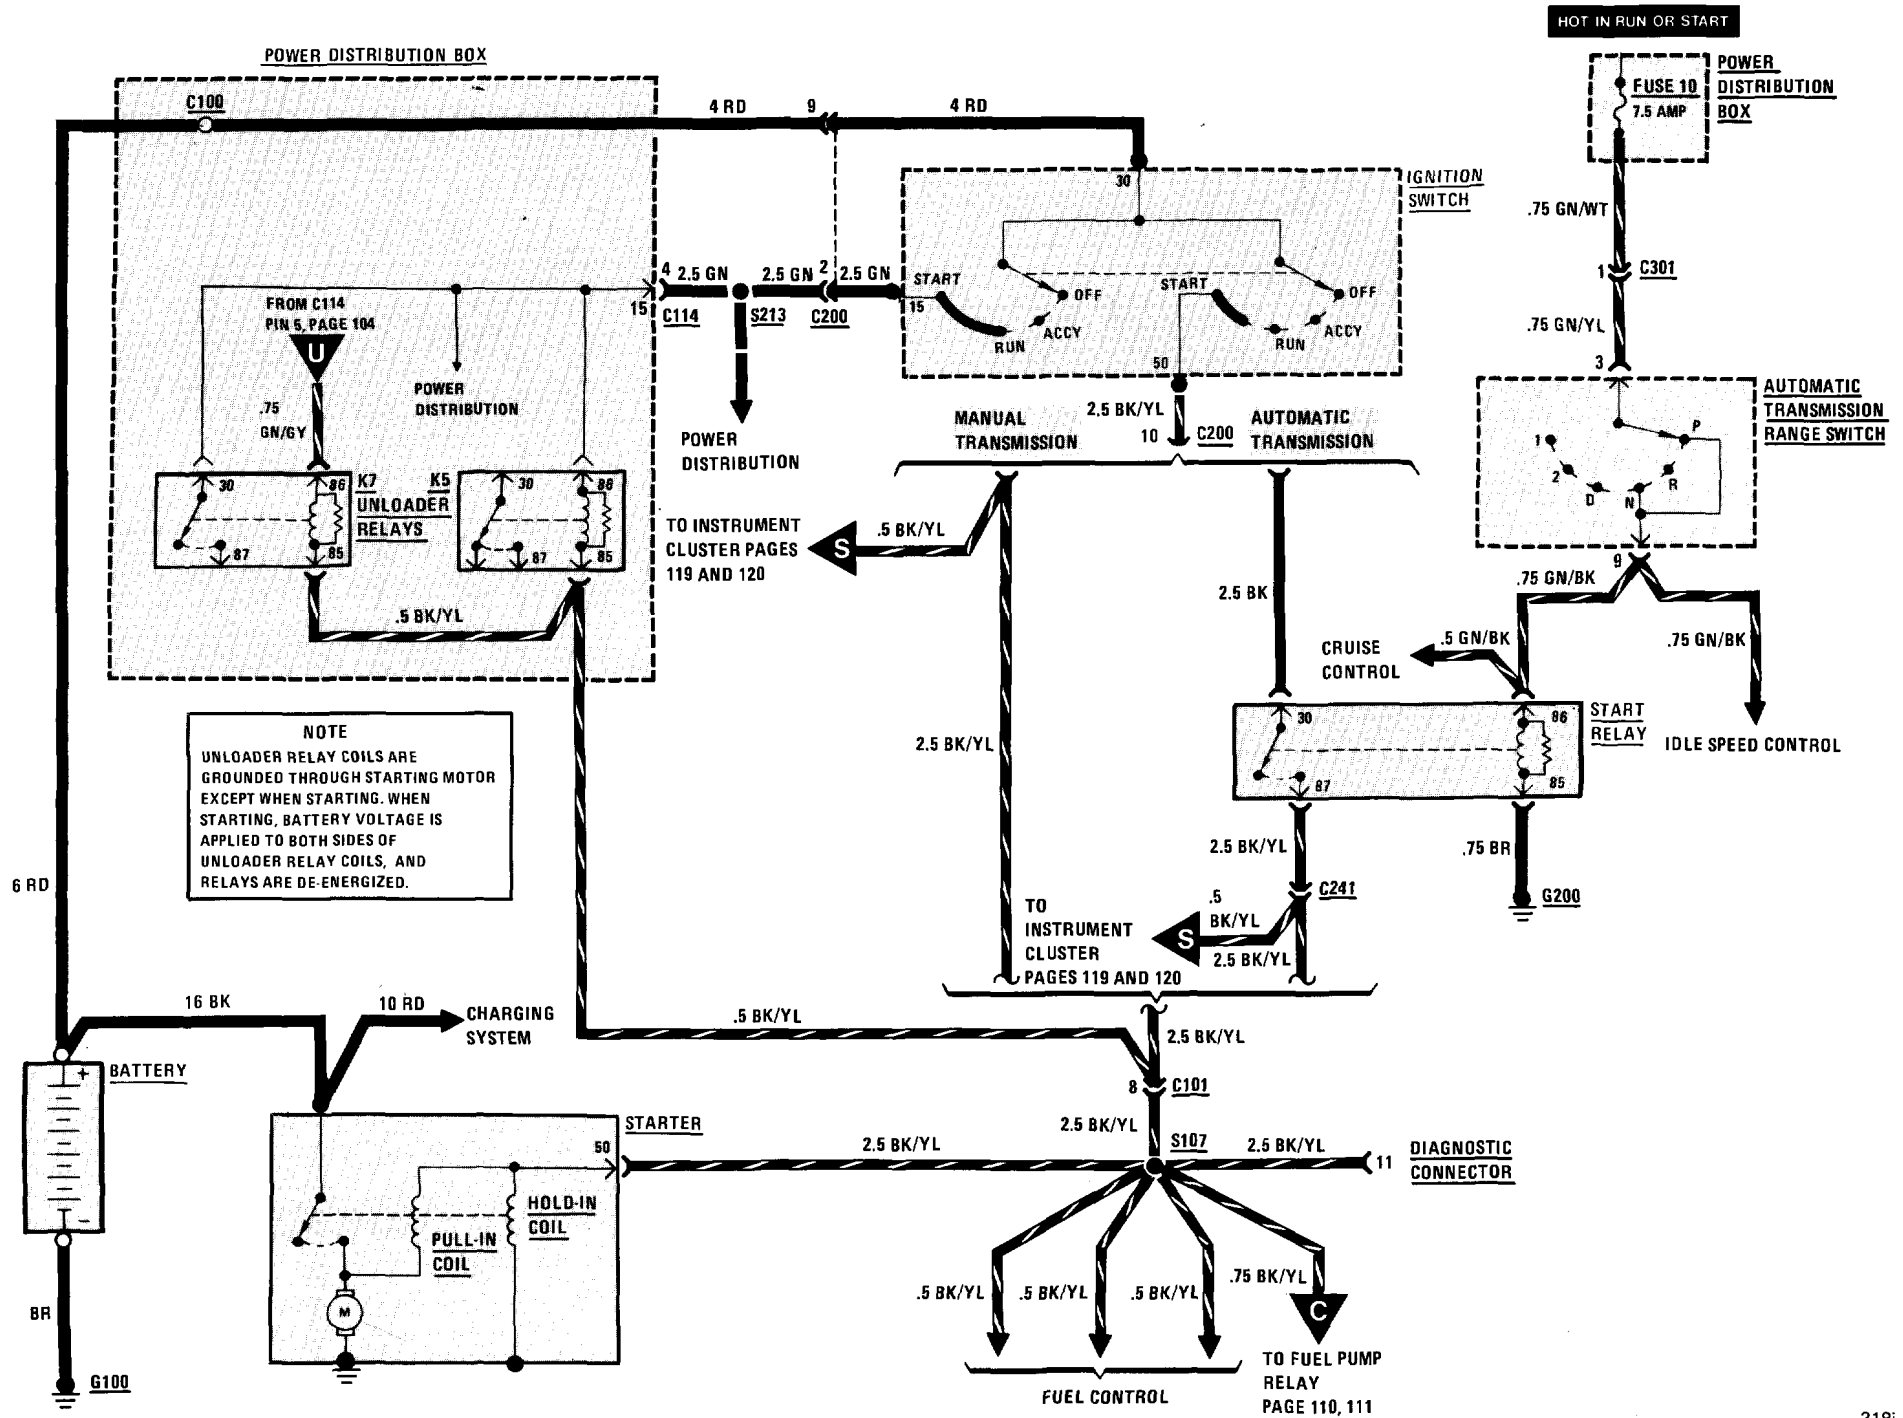 HOT IN RUN OR START
POWER DISTRIBUTION BOX
POWER
DISTRIBUTION
BOX
FUSE 10
7.5 AMP
C100
4 RD
9
4 RD
30
IGNITION
SWITCH
.75 GN/WT
1
C301
.75 GN/YL
3
4
2.5 GN
2.5 GN
2
2.5 GN
15
C114
S213
C200
15
START
OFF
ACCY
RUN
START
OFF
ACCY
RUN
50
FROM C114
PIN 5, PAGE 104
U
.75
GN/GY
POWER
DISTRIBUTION
POWER
DISTRIBUTION
2.5 BK/YL
10
C200
MANUAL
TRANSMISSION
AUTOMATIC
TRANSMISSION
AUTOMATIC
TRANSMISSION
RANGE SWITCH
P
R
N
D
2
1
9
30
86
87
85
K7
K5
UNLOADER
RELAYS
30
86
87
85
TO INSTRUMENT
CLUSTER PAGES
119 AND 120
S
.5 BK/YL
.5 BK/YL
2.5 BK
.75 GN/BK
.5 GN/BK
.75 GN/BK
CRUISE
CONTROL
START
RELAY
IDLE SPEED CONTROL
30
86
87
85
NOTE
UNLOADER RELAY COILS ARE
GROUNDED THROUGH STARTING MOTOR
EXCEPT WHEN STARTING. WHEN
STARTING, BATTERY VOLTAGE IS
APPLIED TO BOTH SIDES OF
UNLOADER RELAY COILS, AND
RELAYS ARE DE-ENERGIZED.
2.5 BK/YL
2.5 BK/YL
.75 BR
6 RD
C241
G200
.5
BK/YL
S
2.5 BK/YL
TO
INSTRUMENT
CLUSTER
PAGES 119 AND 120
16 BK
10 RD
CHARGING
SYSTEM
.5 BK/YL
2.5 BK/YL
BATTERY
+
−
8
C101
STARTER
50
2.5 BK/YL
2.5 BK/YL
S107
2.5 BK/YL
11
DIAGNOSTIC
CONNECTOR
HOLD-IN
COIL
PULL-IN
COIL
M
BR
G100
.5 BK/YL
.5 BK/YL
.5 BK/YL
.75 BK/YL
C
FUEL CONTROL
TO FUEL PUMP
RELAY
PAGE 110, 111